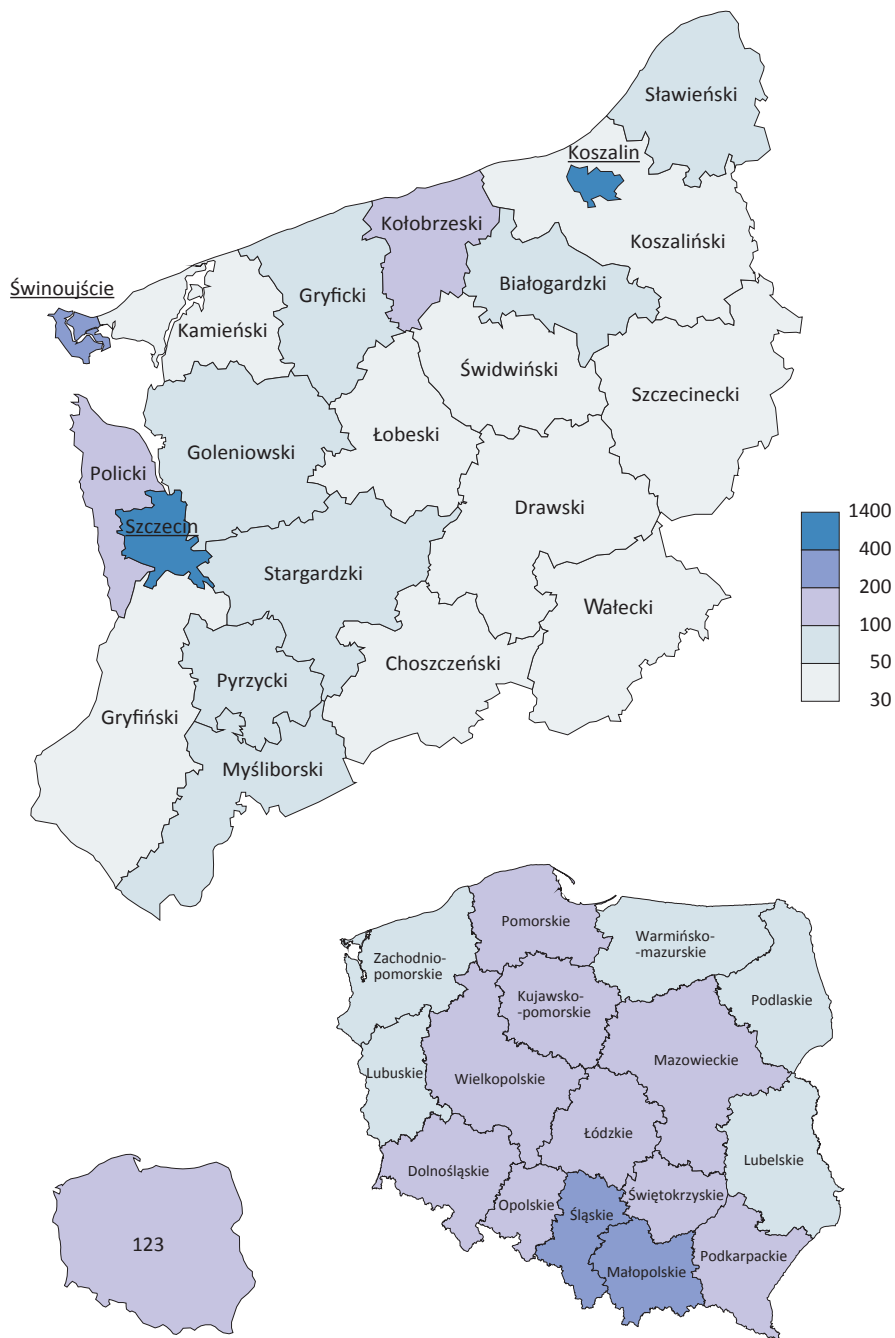 Sławieński
Koszalin
Kołobrzeski
Koszaliński
Świnoujście
Gryficki
Białogardzki
Kamieński
Świdwiński
Szczecinecki
Łobeski
Goleniowski
Policki
Drawski
Szczecin
1400
400
200
100
50
30
Stargardzki
Wałecki
Choszczeński
Pyrzycki
Gryfiński
Myśliborski
Pomorskie
Warmińsko-
-mazurskie
Zachodnio-
pomorskie
Kujawsko-
-pomorskie
Podlaskie
Mazowieckie
Lubuskie
Wielkopolskie
Łódzkie
Lubelskie
Dolnośląskie
Opolskie
Śląskie
Świętokrzyskie
Małopolskie
Podkarpackie
123